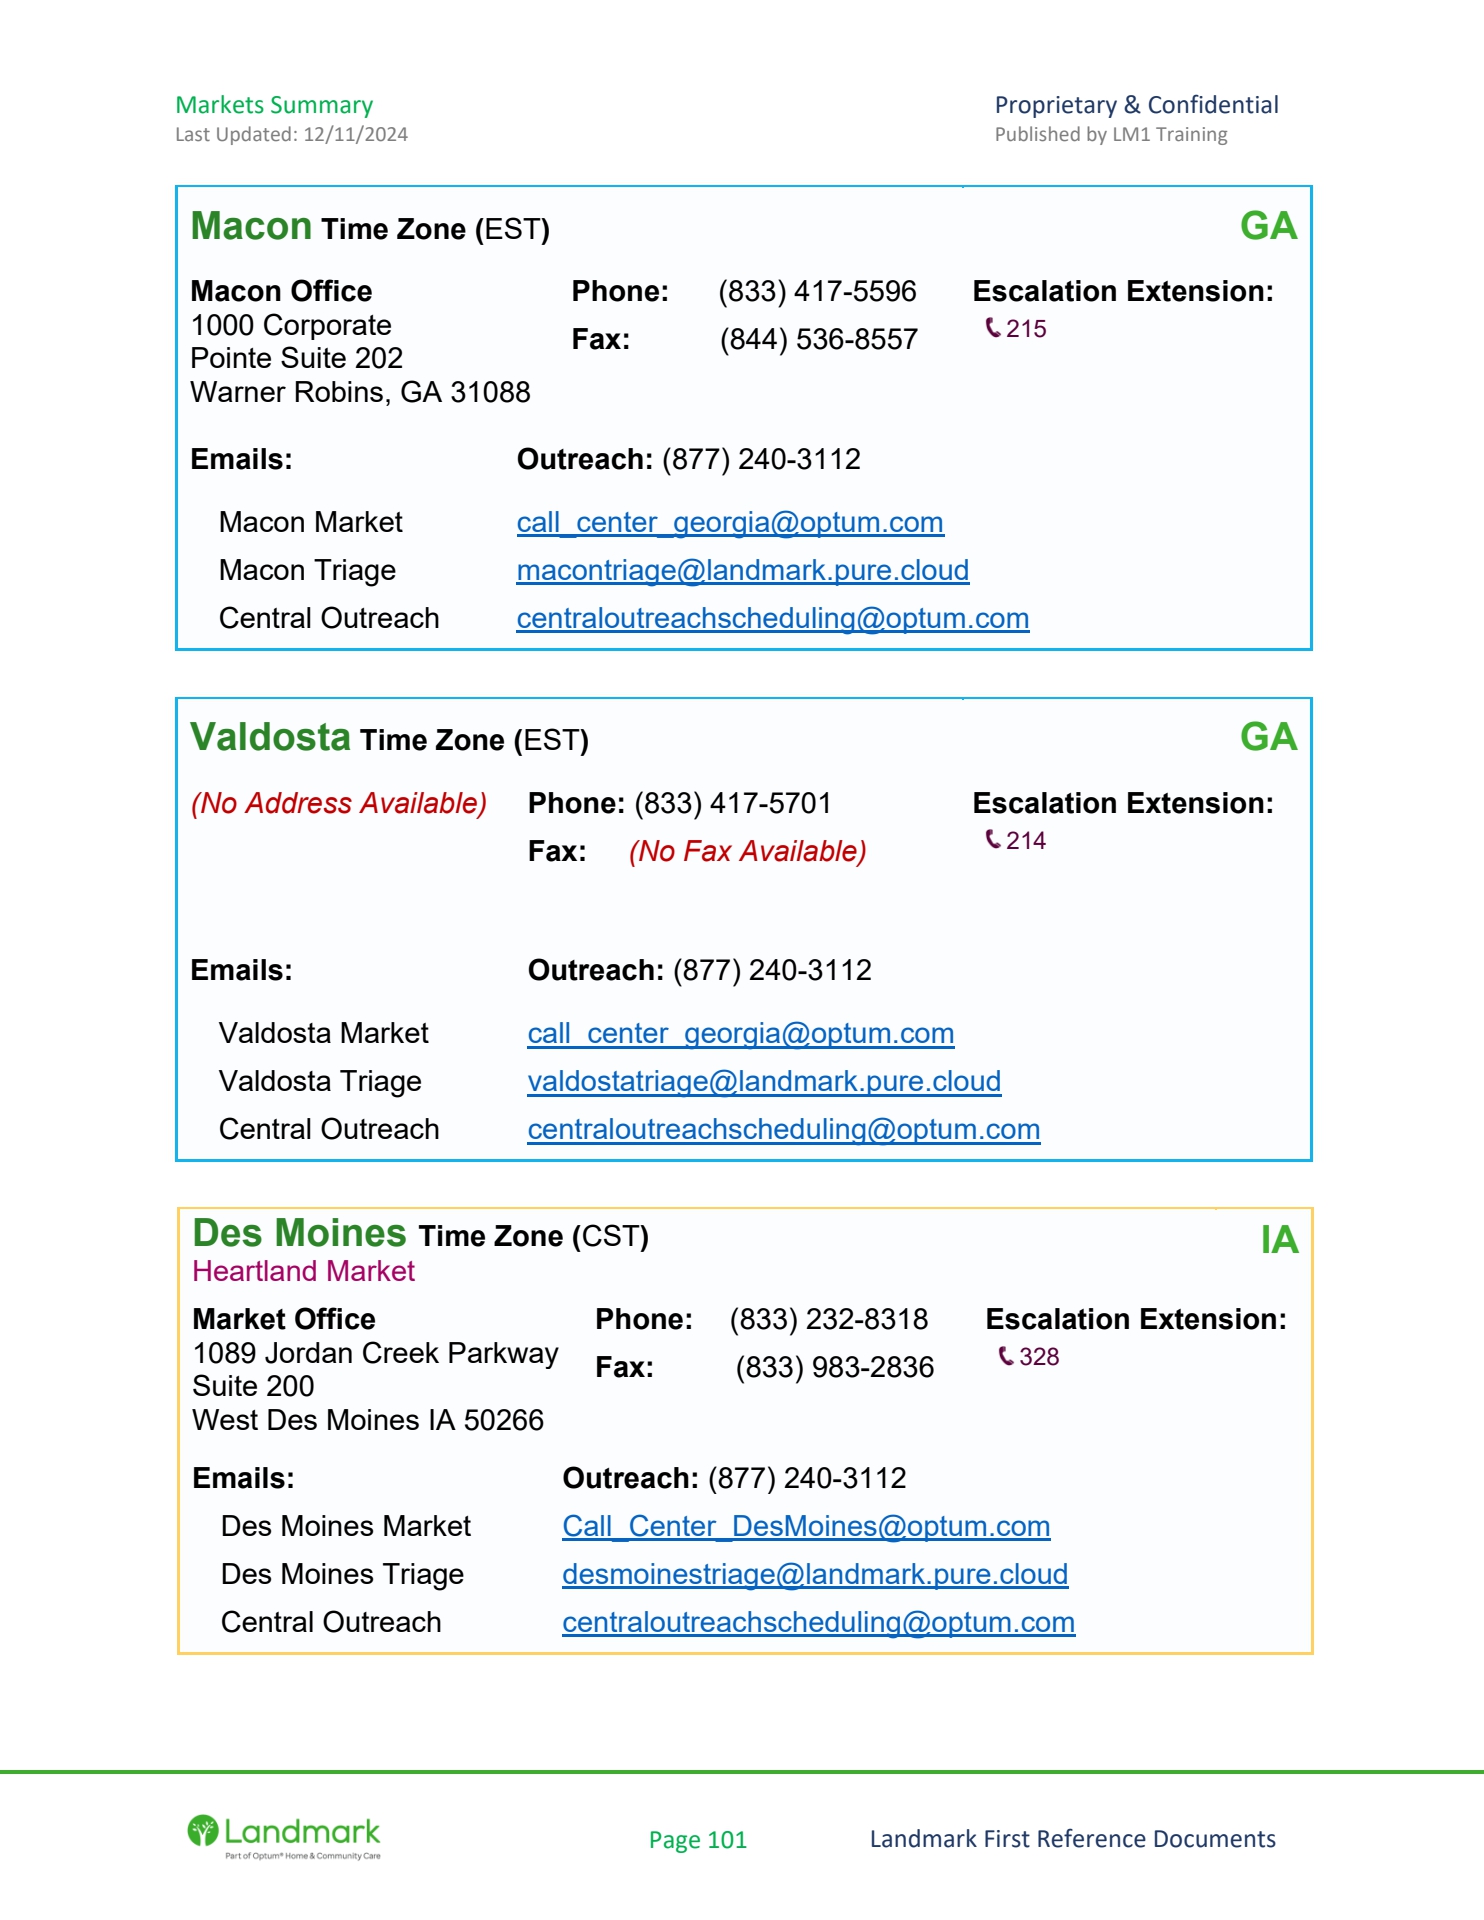 Markets Summary
Proprietary & Confidential
Last Updated: 12/11/2024
Published by LM1 Training
Macon Time Zone (EST)
GA
Macon Office
Phone: (833) 417-5596
Escalation Extension:
1000 Corporate
215
Fax: (844) 536-8557
Pointe Suite 202
Warner Robins, GA 31088
Emails:
Outreach: (877) 240-3112
Macon Market
call_center_georgia@optum.com
Macon Triage
macontriage@landmark.pure.cloud
Central Outreach
centraloutreachscheduling@optum.com
Valdosta Time Zone (EST)
GA
(No Address Available)
Phone: (833) 417-5701
Escalation Extension:
214
Fax: (No Fax Available)
Emails:
Outreach: (877) 240-3112
Valdosta Market
call_center_georgia@optum.com
Valdosta Triage
valdostatriage@landmark.pure.cloud
Central Outreach
centraloutreachscheduling@optum.com
Des Moines Time Zone (CST)
IA
Heartland Market
Market Office
Phone: (833) 232-8318
Escalation Extension:
1089 Jordan Creek Parkway
328
Fax: (833) 983-2836
Suite 200
West Des Moines IA 50266
Emails:
Outreach: (877) 240-3112
Des Moines Market
Call_Center_DesMoines@optum.com
Des Moines Triage
desmoinestriage@landmark.pure.cloud
Central Outreach
centraloutreachscheduling@optum.com
Landmark
Part of Optum® Home & Community Care
Page 101
Landmark First Reference Documents